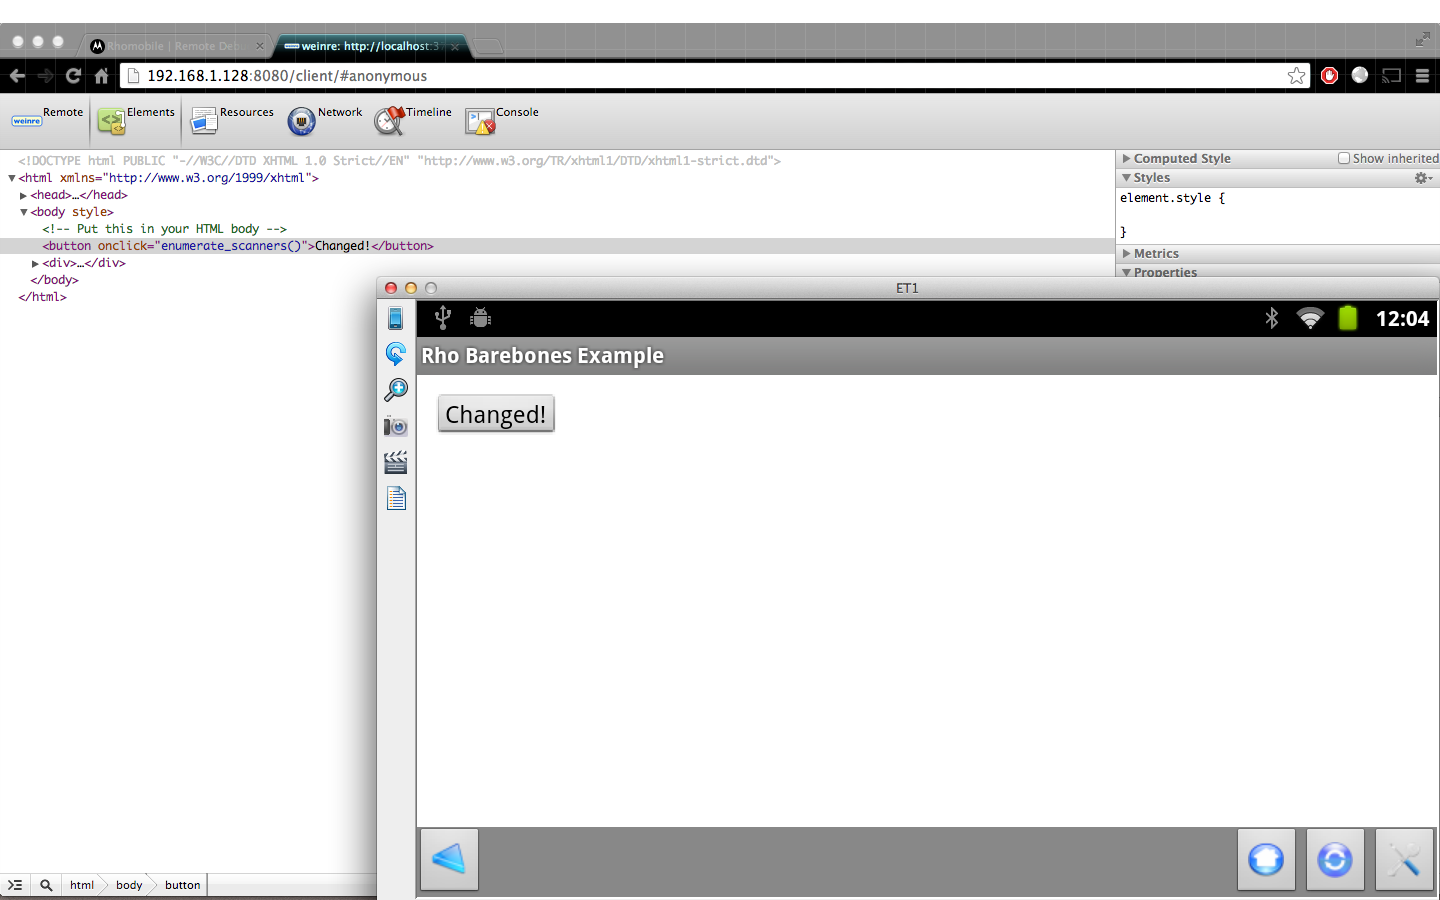 Rhomobile | Remote Deb
weinre: http://localhost:3
192.168.1.128:8080/client/#anonymous
weinre Remote Elements Resources Network Timeline Console
<!DOCTYPE html PUBLIC "-//W3C//DTD XHTML 1.0 Strict//EN" "http://www.w3.org/TR/xhtml1/DTD/xhtml1-strict.dtd">
<html xmlns="http://www.w3.org/1999/xhtml">
<head>…</head>
<body style>
<!-- Put this in your HTML body -->
<button onclick="enumerate_scanners()">Changed!</button>
<div>…</div>
</body>
</html>
Computed Style Show inherited
Styles
element.style {
}
Metrics
Properties
ET1
12:04
Rho Barebones Example
Changed!
html body button